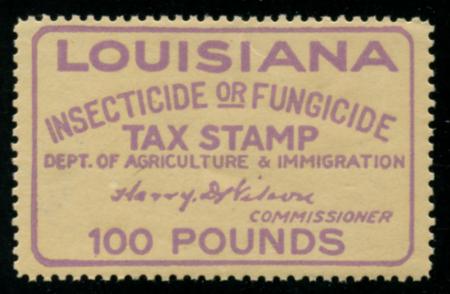 LOUISIANA
INSECTICIDE OR FUNGICIDE
TAX STAMP
DEPT. OF AGRICULTURE & IMMIGRATION
Harry D. Wilson
COMMISSIONER
100 POUNDS